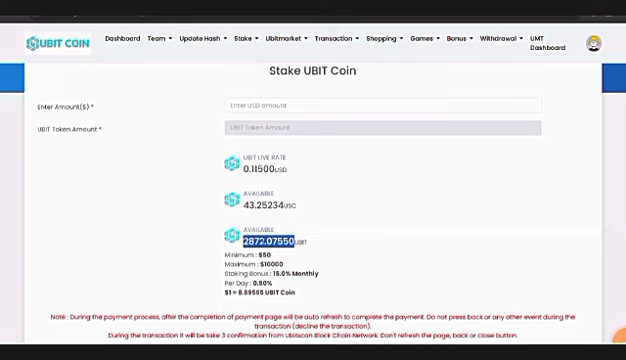 UBIT COIN
Dashboard Team Update Hash Stake Ubitmarket Transaction Shopping Games Bonus Withdrawal UMT Dashboard
Stake UBIT Coin
Enter Amount($) * Enter USD amount
UBIT Token Amount * UBIT Token Amount
UBIT LIVE RATE
0.11500USD
AVAILABLE
43.25234USC
AVAILABLE
2872.07550UBIT
Minimum : $50
Maximum : $10000
Staking Bonus : 15.0% Monthly
Per Day : 0.50%
$1 = 8.69565 UBIT Coin
Note : During the payment process, after the completion of payment page will be auto refresh to complete the payment. Do not press back or any other event during the
transaction (decline the transaction).
During the transaction it will be take 3 confirmation from Ubitscan Block Chain Network. Don't refresh the page, back or close button.